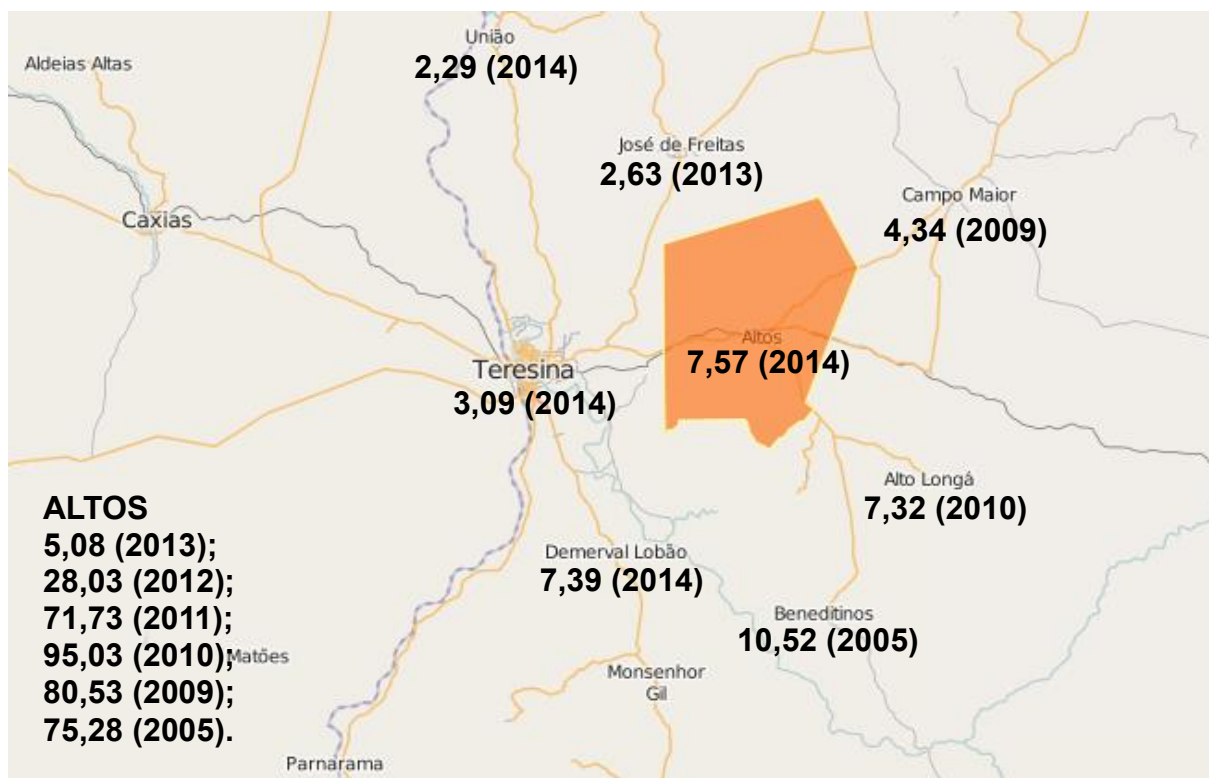 União
2,29 (2014)
Aldeias Altas
José de Freitas
2,63 (2013)
Campo Maior
4,34 (2009)
Caxias
Altos
7,57 (2014)
Teresina
3,09 (2014)
Alto Longá
7,32 (2010)
ALTOS
5,08 (2013);
28,03 (2012);
71,73 (2011);
95,03 (2010);
80,53 (2009);
75,28 (2005).
Matões
Demerval Lobão
7,39 (2014)
Beneditinos
10,52 (2005)
Monsenhor
Gil
Parnarama